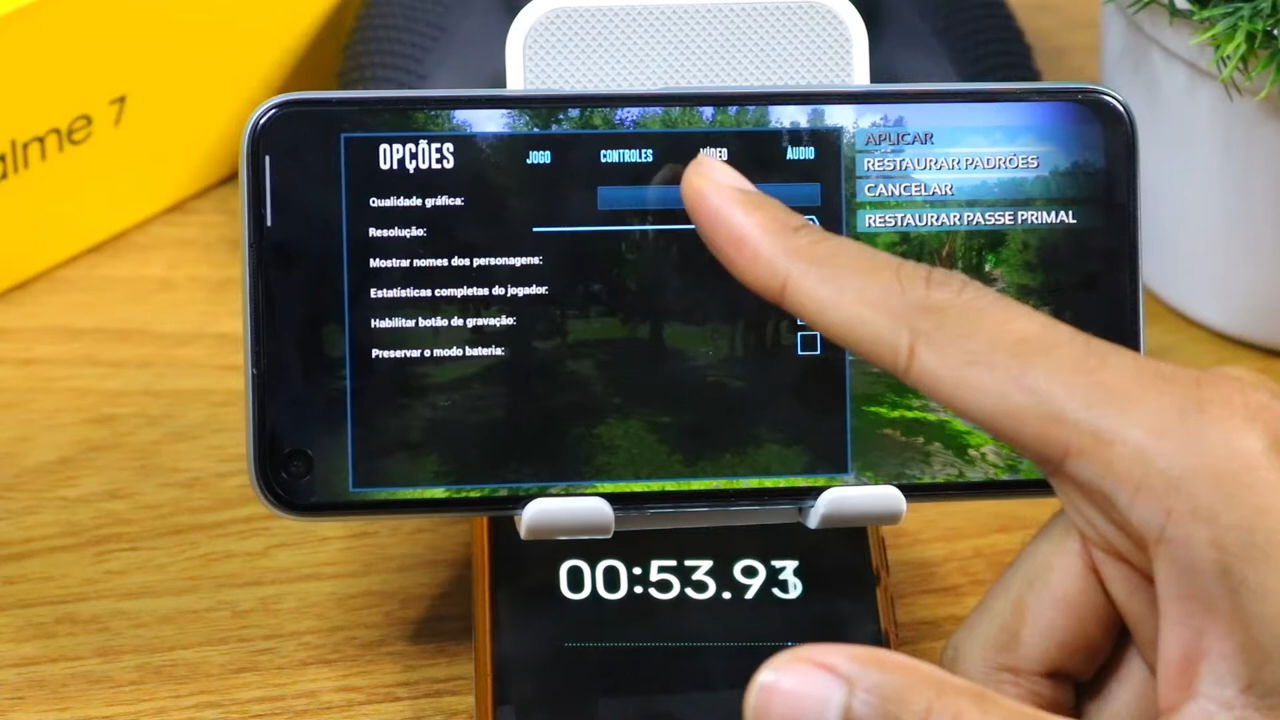 alme 7
OPÇÕES JOGO CONTROLES VÍDEO ÁUDIO
Qualidade gráfica:
Resolução:
Mostrar nomes dos personagens:
Estatísticas completas do jogador:
Habilitar botão de gravação:
Preservar o modo bateria:
APLICAR
RESTAURAR PADRÕES
CANCELAR
RESTAURAR PASSE PRIMAL
00:53.93